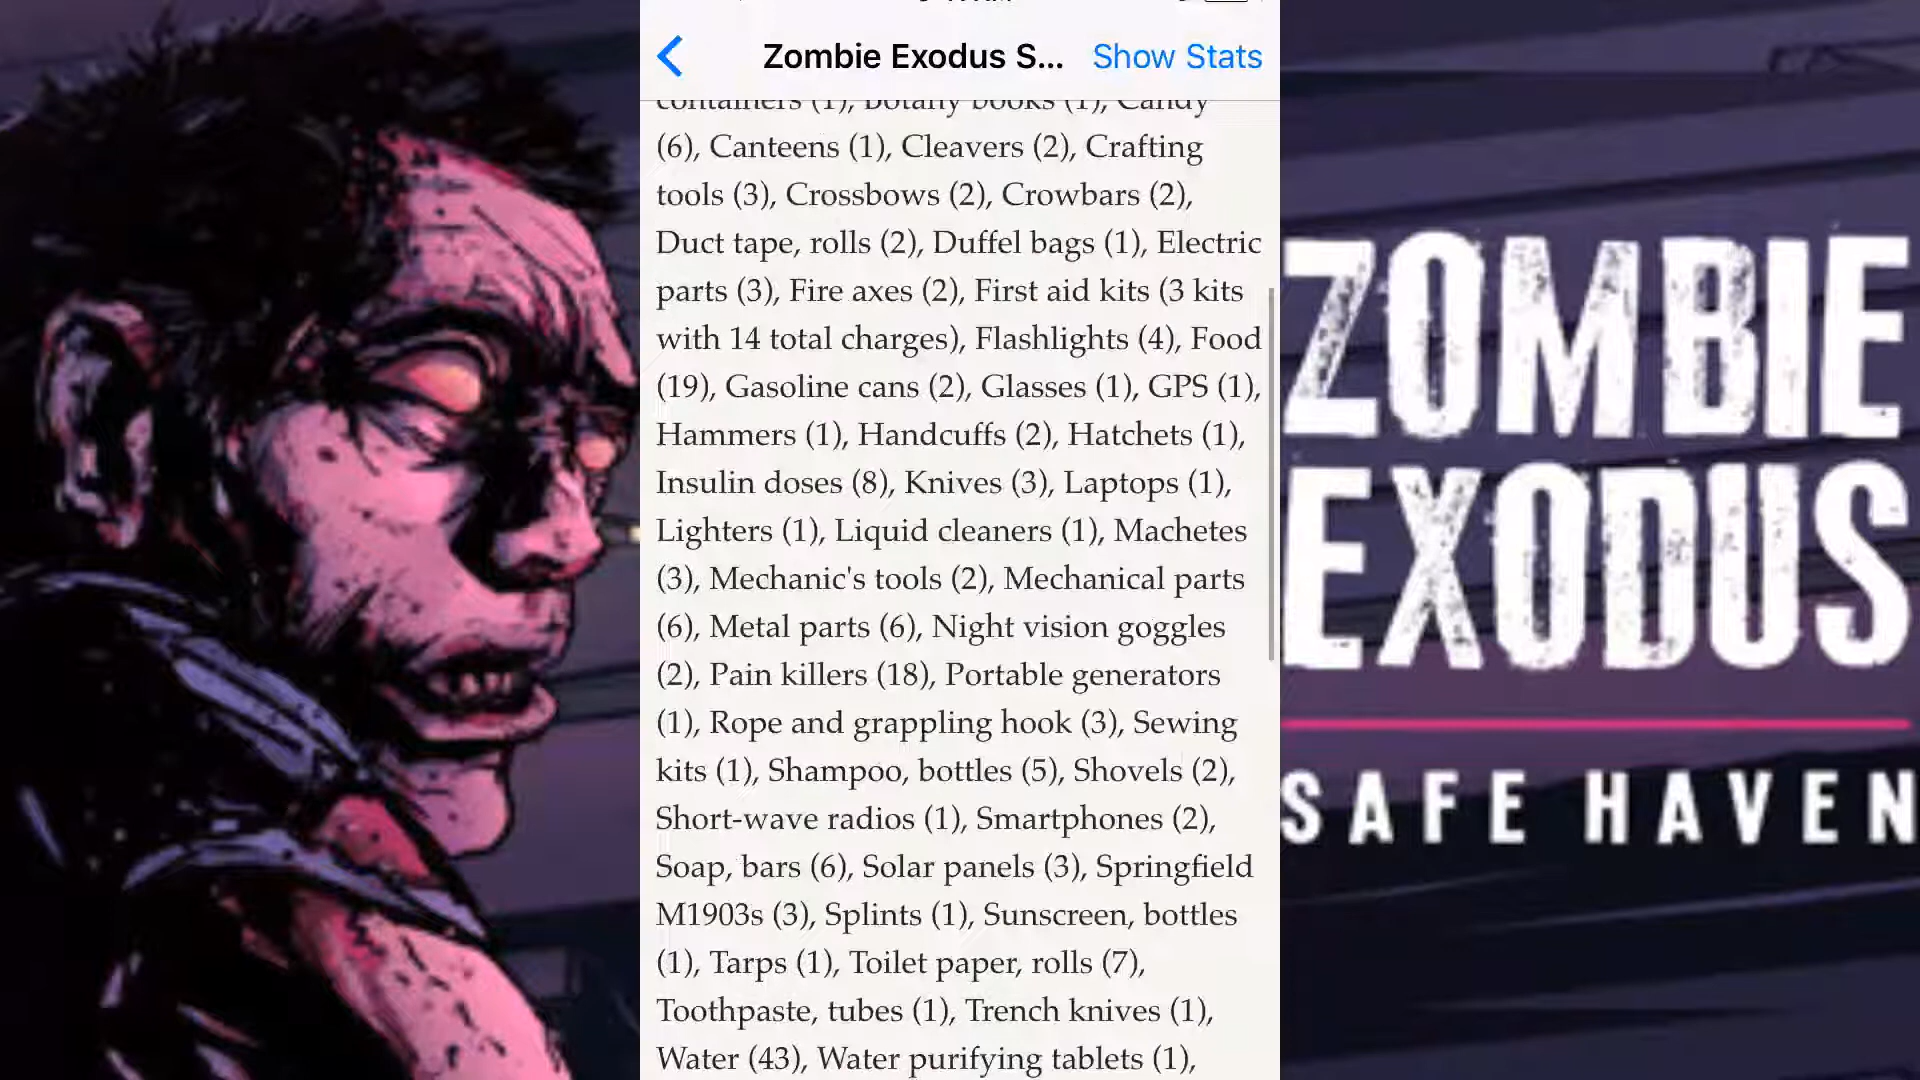 Zombie Exodus S...
Show Stats
containers (1), Botany books (1), Candy
(6), Canteens (1), Cleavers (2), Crafting
tools (3), Crossbows (2), Crowbars (2),
Duct tape, rolls (2), Duffel bags (1), Electric
parts (3), Fire axes (2), First aid kits (3 kits
with 14 total charges), Flashlights (4), Food
(19), Gasoline cans (2), Glasses (1), GPS (1),
Hammers (1), Handcuffs (2), Hatchets (1),
Insulin doses (8), Knives (3), Laptops (1),
Lighters (1), Liquid cleaners (1), Machetes
(3), Mechanic's tools (2), Mechanical parts
(6), Metal parts (6), Night vision goggles
(2), Pain killers (18), Portable generators
(1), Rope and grappling hook (3), Sewing
kits (1), Shampoo, bottles (5), Shovels (2),
Short-wave radios (1), Smartphones (2),
Soap, bars (6), Solar panels (3), Springfield
M1903s (3), Splints (1), Sunscreen, bottles
(1), Tarps (1), Toilet paper, rolls (7),
Toothpaste, tubes (1), Trench knives (1),
Water (43), Water purifying tablets (1),
ZOMBIE
EXODUS
SAFE HAVEN